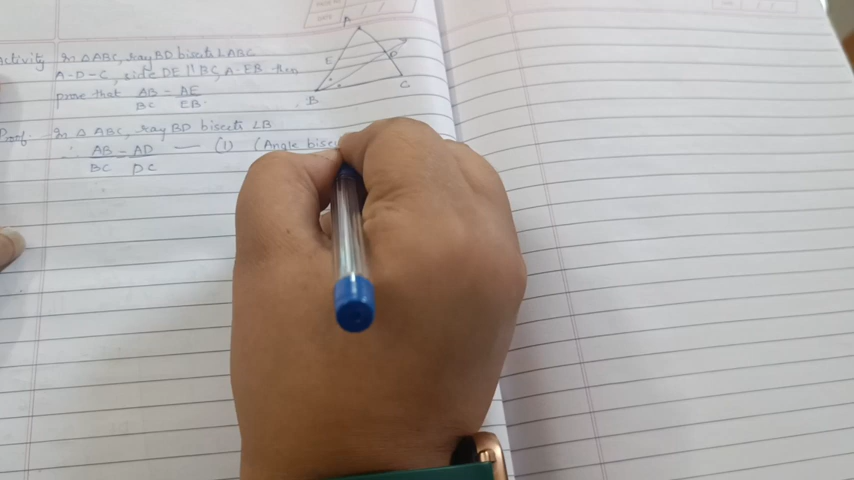 Activity In △ABC, ray BD bisects ∠ABC
A-D-C, side DE ∥ BC, A-E-B then
prove that AB/BC = AE/EB.
A
E
D
B
C
Proof: In △ABC, ray BD bisects ∠B
∴ AB/BC = AD/DC — (1) (Angle
DATE